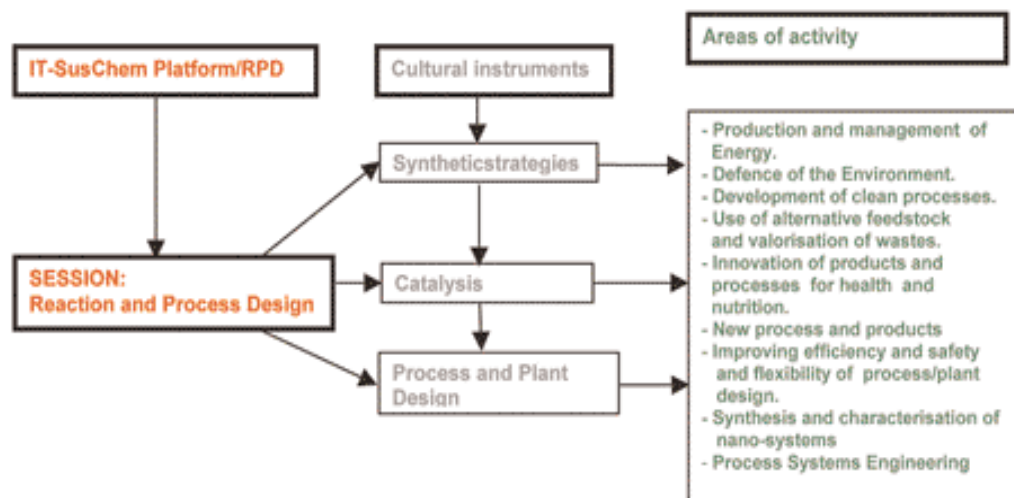 IT-SusChem Platform/RPD
SESSION:
Reaction and Process Design
Cultural instruments
Syntheticstrategies
Catalysis
Process and Plant
Design
Areas of activity
- Production and management of
Energy.
- Defence of the Environment.
- Development of clean processes.
- Use of alternative feedstock
and valorisation of wastes.
- Innovation of products and
processes for health and
nutrition.
- New process and products
- Improving efficiency and safety
and flexibility of process/plant
design.
- Synthesis and characterisation of
nano-systems
- Process Systems Engineering